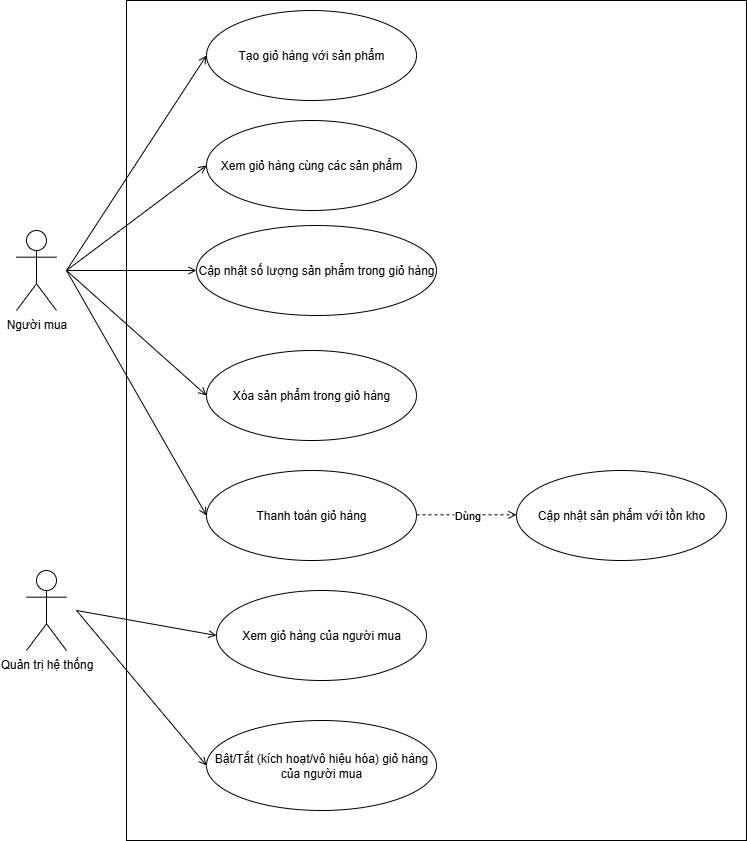 Tạo giỏ hàng với sản phẩm
Xem giỏ hàng cùng các sản phẩm
Cập nhật số lượng sản phẩm trong giỏ hàng
Người mua
Xóa sản phẩm trong giỏ hàng
Thanh toán giỏ hàng
Dùng
Cập nhật sản phẩm với tồn kho
Xem giỏ hàng của người mua
Quản trị hệ thống
Bật/Tắt (kích hoạt/vô hiệu hóa) giỏ hàng
của người mua